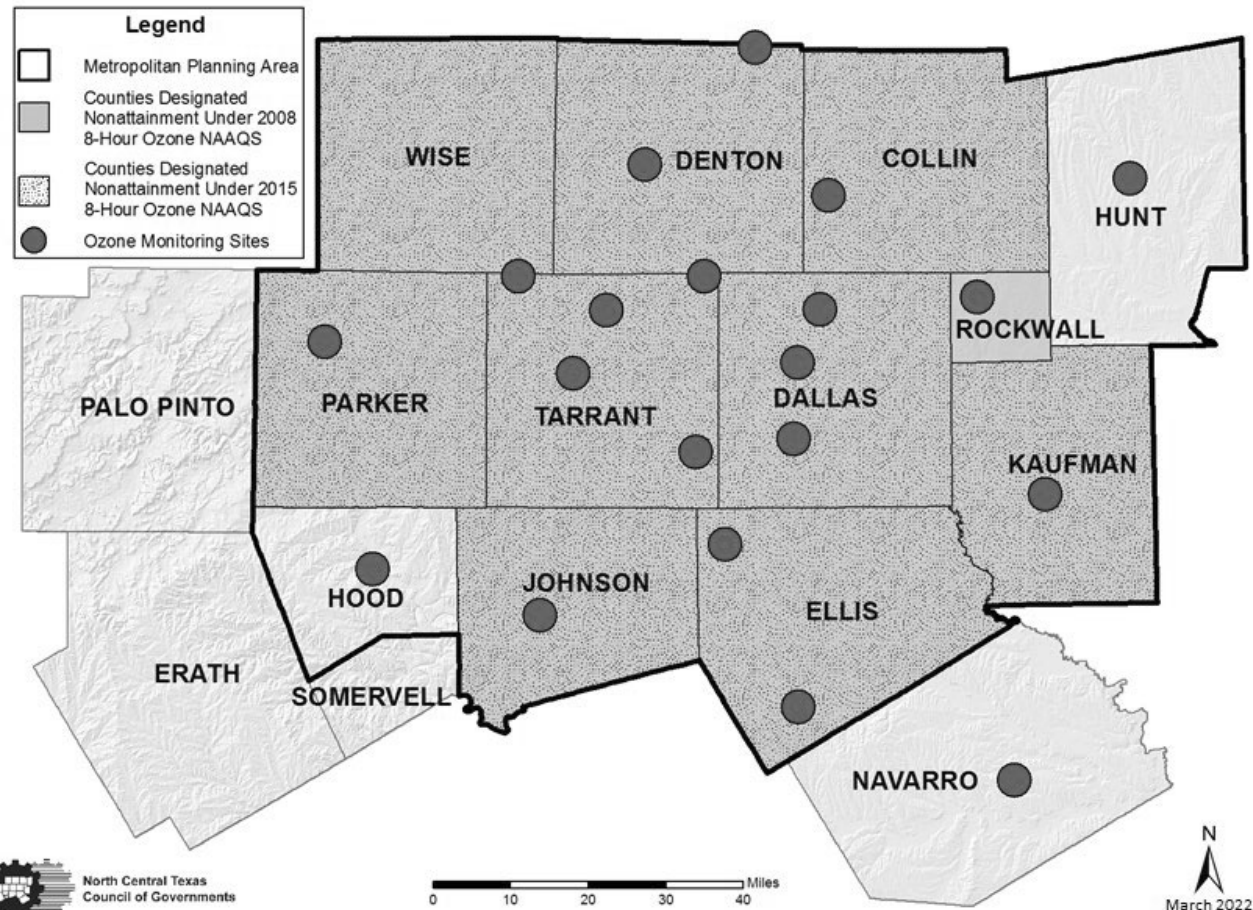 Legend
Metropolitan Planning Area
Counties Designated
Nonattainment Under 2008
8-Hour Ozone NAAQS
Counties Designated
Nonattainment Under 2015
8-Hour Ozone NAAQS
Ozone Monitoring Sites
WISE
DENTON
COLLIN
HUNT
ROCKWALL
PALO PINTO
PARKER
TARRANT
DALLAS
KAUFMAN
HOOD
JOHNSON
ELLIS
ERATH
SOMERVELL
NAVARRO
North Central Texas
Council of Governments
Miles
0 10 20 30 40
N
March 2022